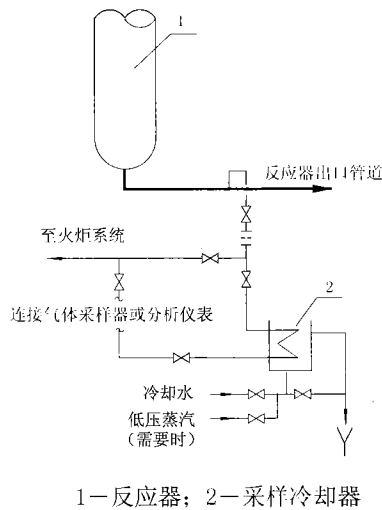 1
反应器出口管道
至火炬系统
2
连接气体采样器或分析仪表
冷却水
低压蒸汽
(需要时)
1－反应器；2－采样冷却器